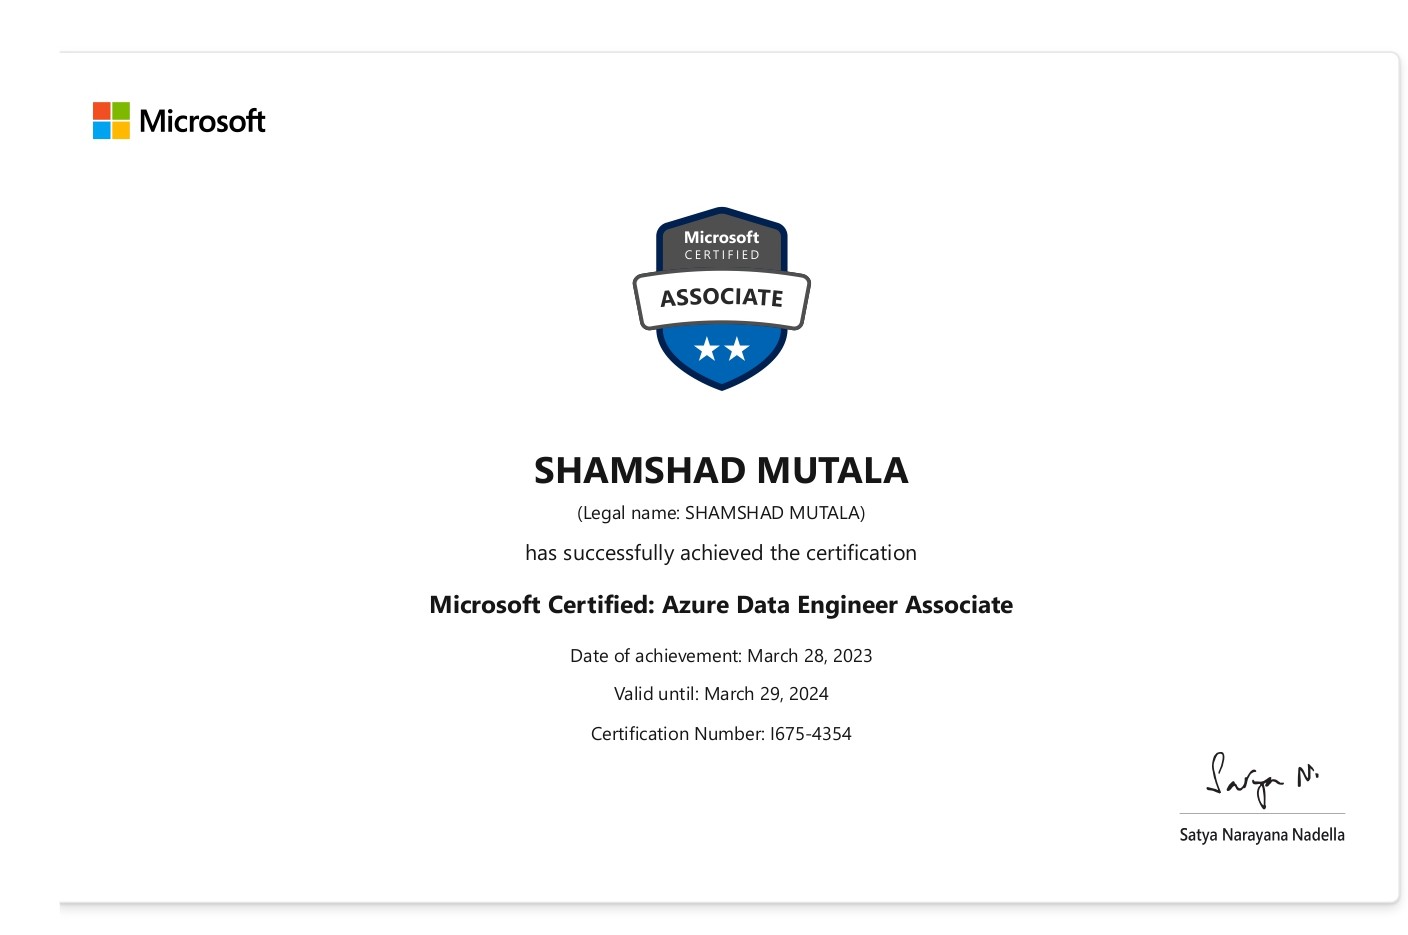 Microsoft
Microsoft
CERTIFIED
ASSOCIATE
SHAMSHAD MUTALA
(Legal name: SHAMSHAD MUTALA)
has successfully achieved the certification
Microsoft Certified: Azure Data Engineer Associate
Date of achievement: March 28, 2023
Valid until: March 29, 2024
Certification Number: I675-4354
Satya N.
Satya Narayana Nadella